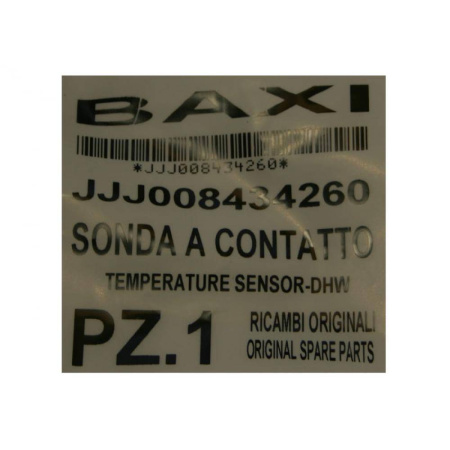 BAXI
*JJJ008434260*
JJJ008434260
SONDA A CONTATTO
TEMPERATURE SENSOR-DHW
PZ.1
RICAMBI ORIGINALI
ORIGINAL SPARE PARTS